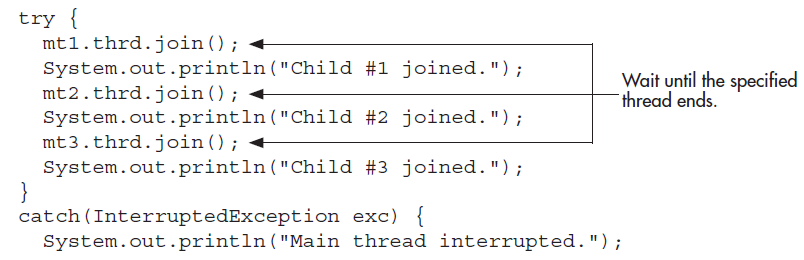 try {
mt1.thrd.join();
System.out.println("Child #1 joined.");
mt2.thrd.join();
System.out.println("Child #2 joined.");
mt3.thrd.join();
System.out.println("Child #3 joined.");
}
catch(InterruptedException exc) {
System.out.println("Main thread interrupted.");
Wait until the specified
thread ends.